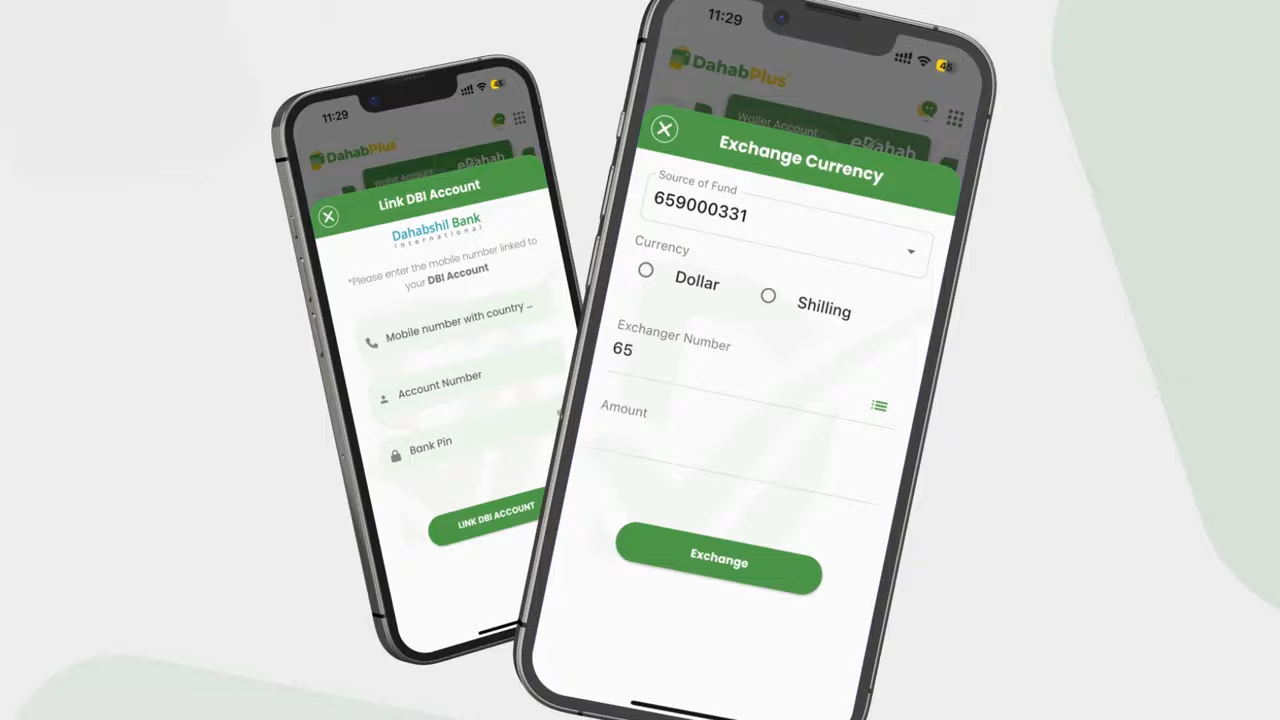 11:29
45
DahabPlus
Wallet Account
eDahab
Link DBI Account
Dahabshil Bank
International
*Please enter the mobile number linked to
your DBI Account
Mobile number with country ...
Account Number
Bank Pin
LINK DBI ACCOUNT
11:29
45
DahabPlus
Wallet Account
eDahab
Exchange Currency
Source of Fund
659000331
Currency
Dollar
Shilling
Exchanger Number
65
Amount
Exchange